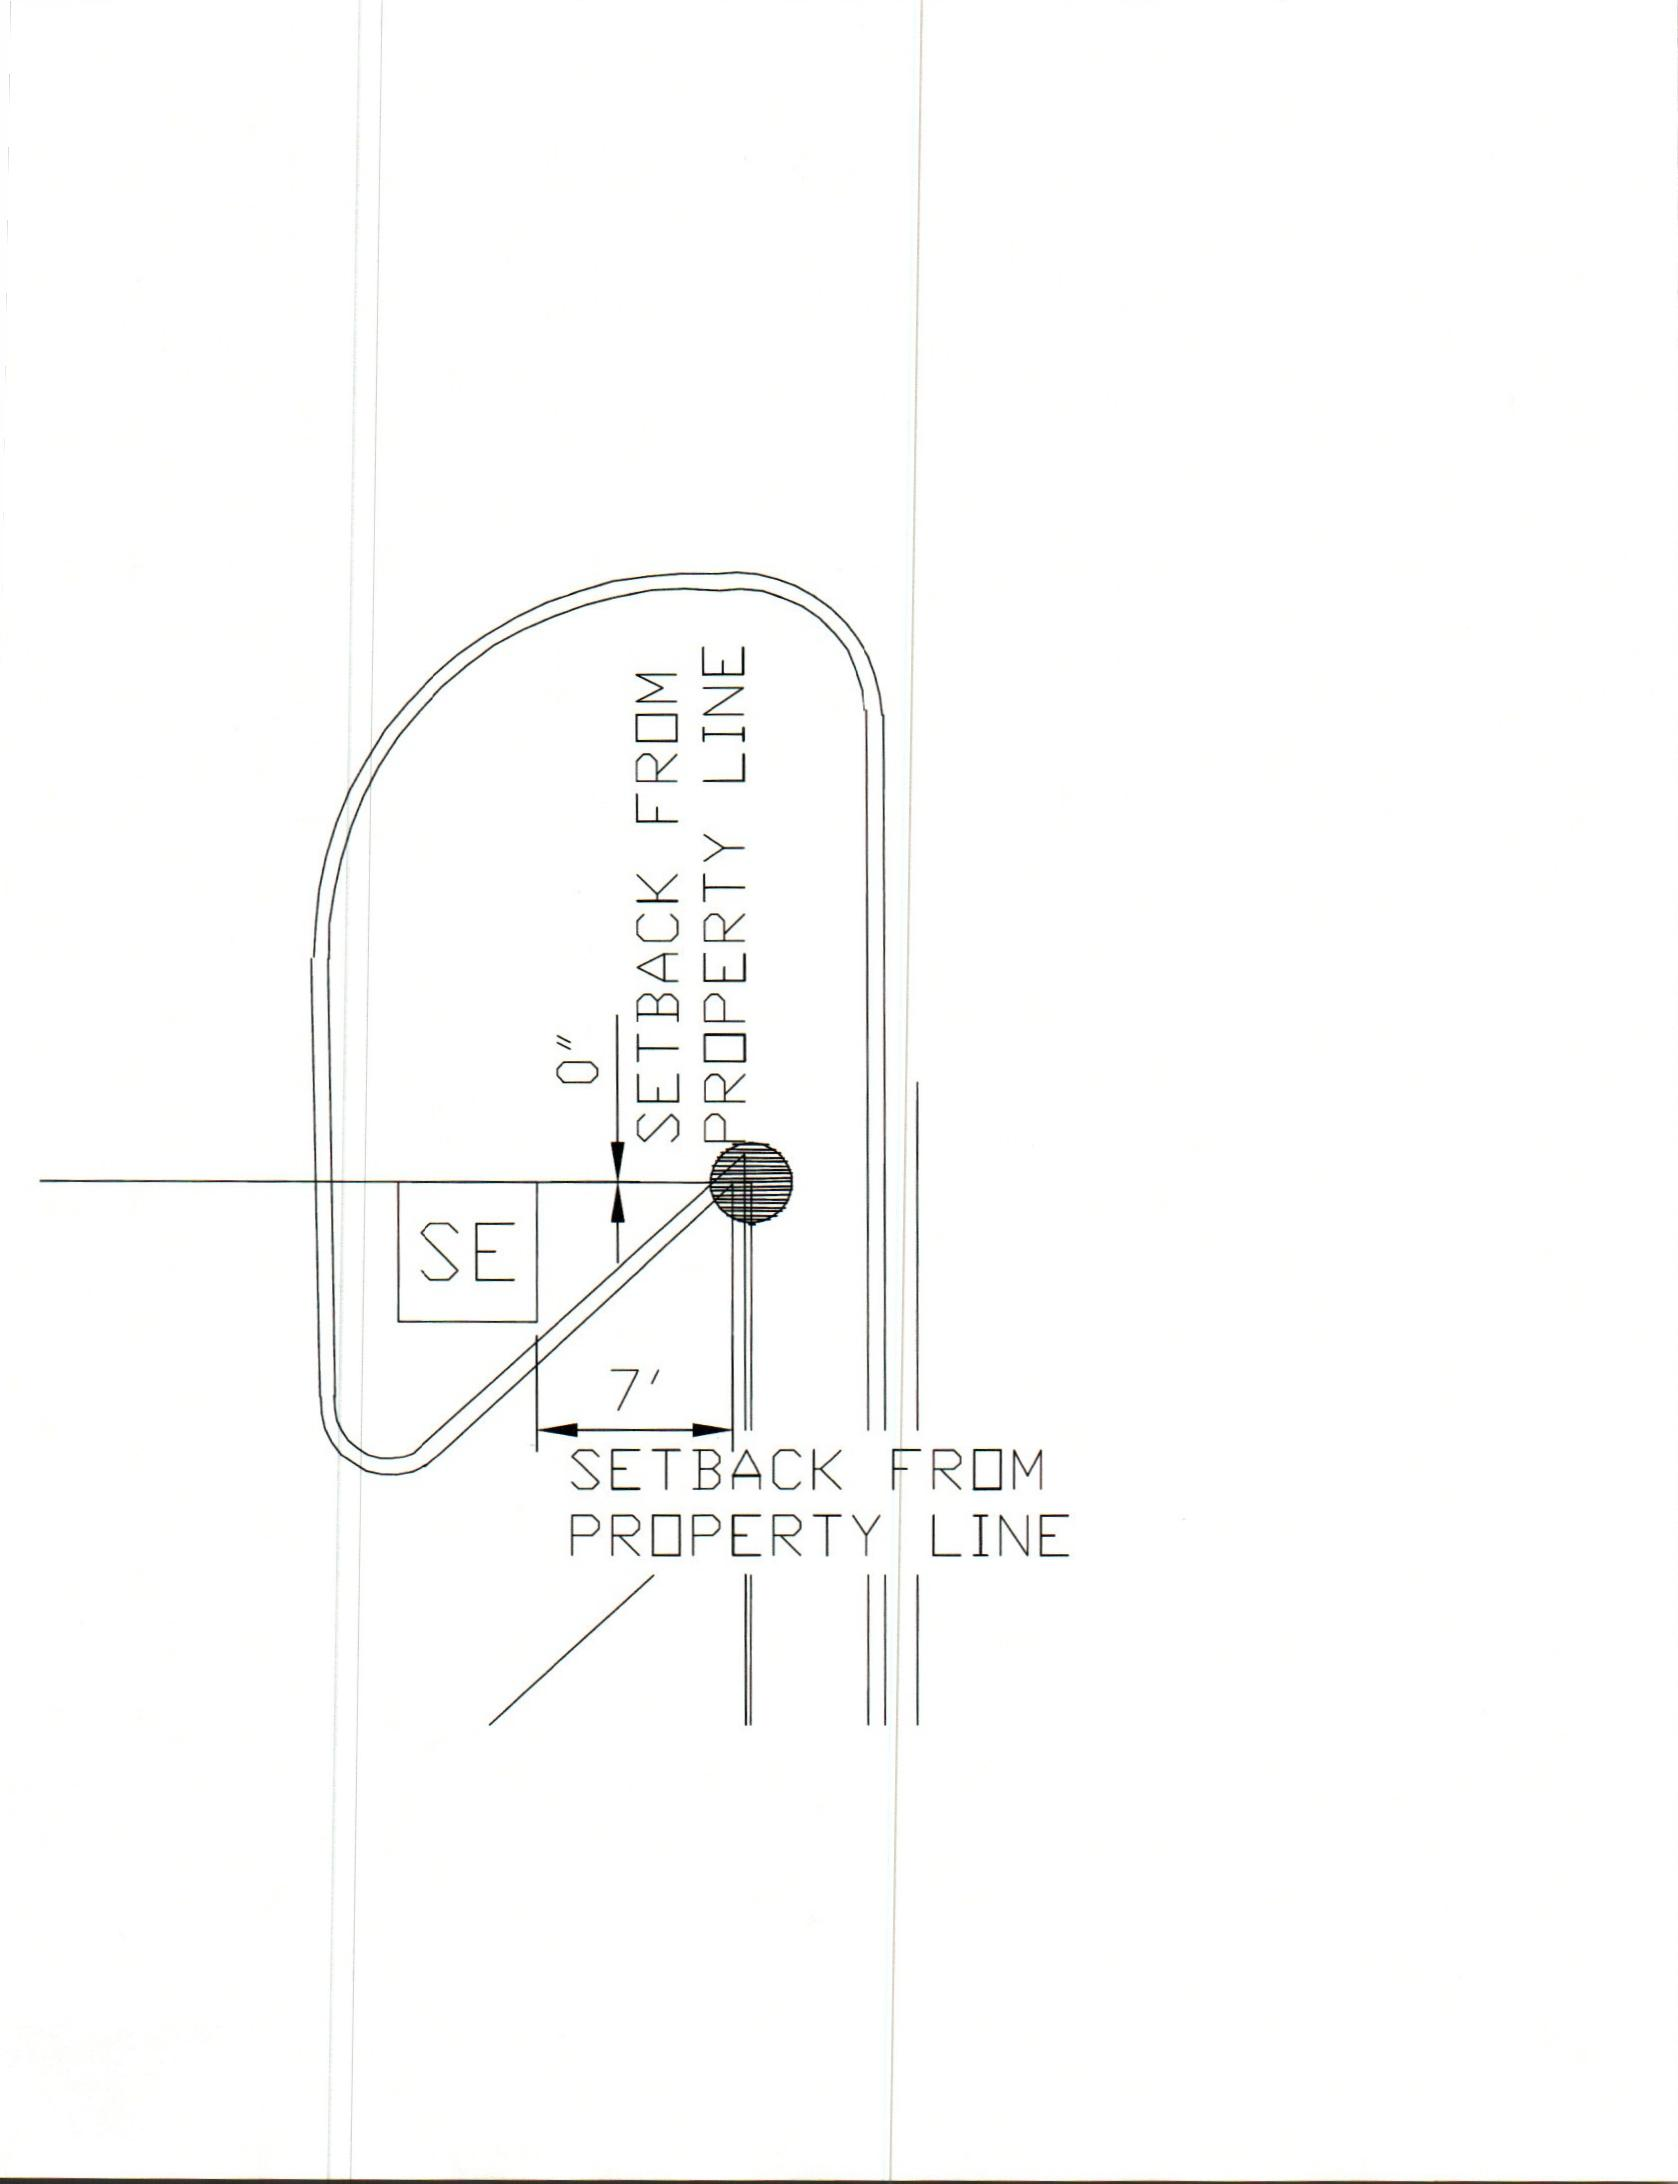 SETBACK FROM
PROPERTY LINE
0"
SE
7'
SETBACK FROM
PROPERTY LINE